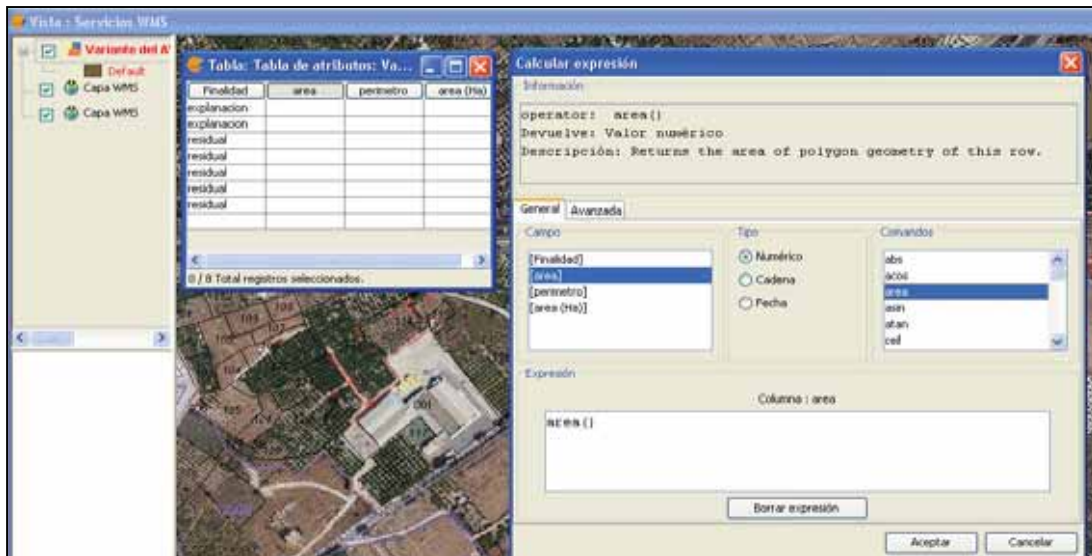 Vista : Servicios WMS
Variante del A'
Default
Capa WMS
Capa WMS
Tabla: Tabla de atributos: Va...
Finalidad area perimetro area (Ha)
explanacion
explanacion
residual
residual
residual
residual
residual
0 / 8 Total registros seleccionados.
Calcular expresión
Información
operator: area()
Devuelve: Valor numérico
Descripción: Returns the area of polygon geometry of this row.
General Avanzada
Campo
[Finalidad]
[area]
[perimetro]
[area (Ha)]
Tipo
Numérico
Cadena
Fecha
Comandos
abs
acos
area
asin
atan
ceil
Expresión
Columna : area
area()
Borrar expresión
Aceptar Cancelar
106
107
104
105